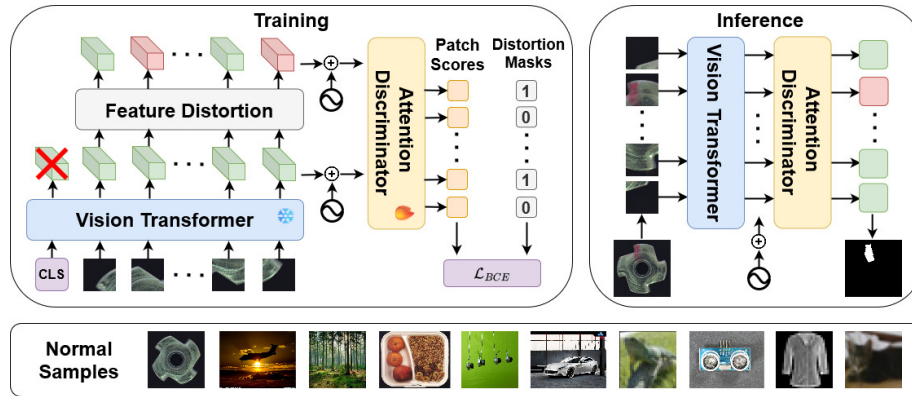 Training
Inference
Patch
Scores
Distortion
Masks
Feature Distortion
Attention
Discriminator
1
0
1
0
Vision Transformer
CLS
ℒBCE
Vision Transformer
Attention
Discriminator
Normal
Samples